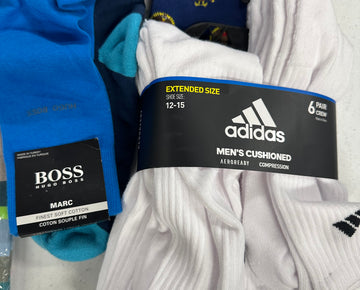 MADE IN TURKEY
BOSS
HUGO BOSS
MARC
FINEST SOFT COTTON
COTON SOUPLE FIN
EXTENDED SIZE
SHOE SIZE
12-15
adidas
MEN'S CUSHIONED
AEROREADY COMPRESSION
6 PAIR
CREW